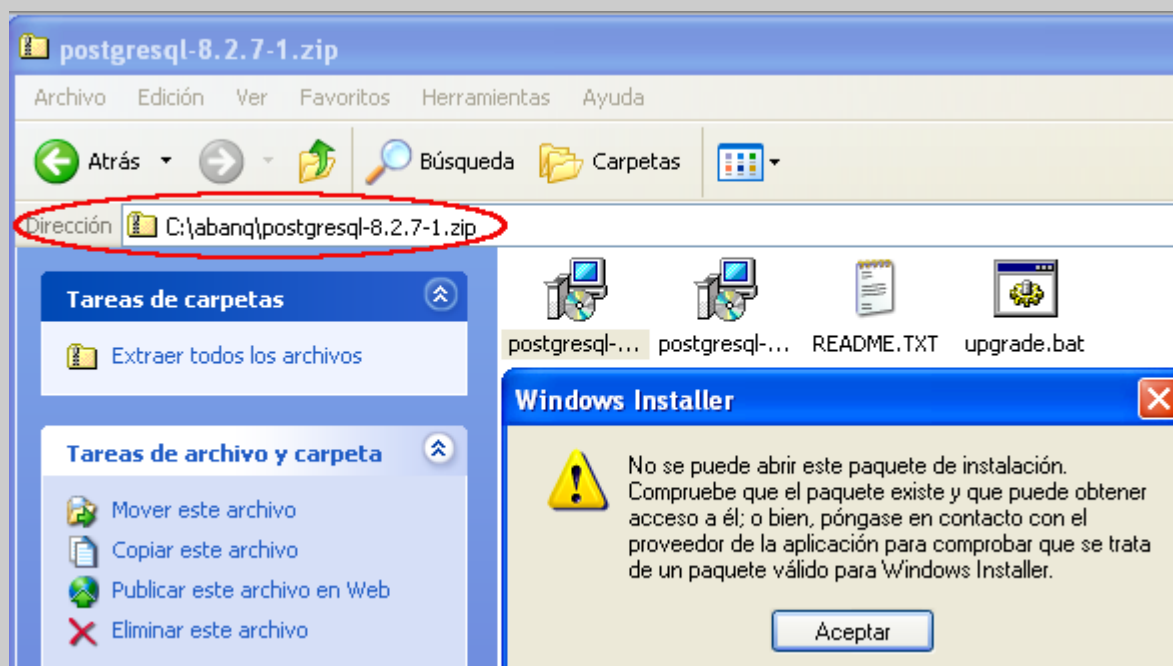 postgresql-8.2.7-1.zip
Archivo Edición Ver Favoritos Herramientas Ayuda
Atrás Búsqueda Carpetas
Dirección C:\abanq\postgresql-8.2.7-1.zip
Tareas de carpetas
Extraer todos los archivos
postgresql-... postgresql-... README.TXT upgrade.bat
Windows Installer
No se puede abrir este paquete de instalación.
Compruebe que el paquete existe y que puede obtener
acceso a él; o bien, póngase en contacto con el
proveedor de la aplicación para comprobar que se trata
de un paquete válido para Windows Installer.
Aceptar
Tareas de archivo y carpeta
Mover este archivo
Copiar este archivo
Publicar este archivo en Web
Eliminar este archivo